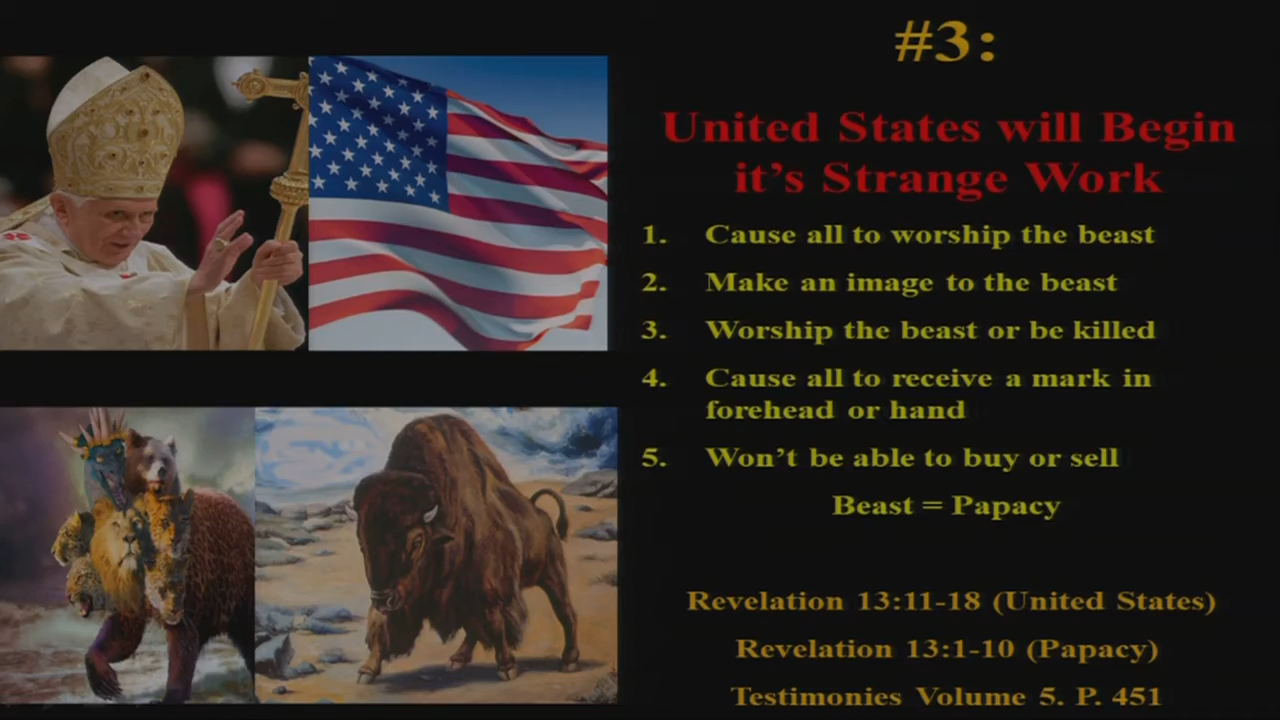 #3:
United States will Begin
it’s Strange Work
1. Cause all to worship the beast
2. Make an image to the beast
3. Worship the beast or be killed
4. Cause all to receive a mark in
forehead or hand
5. Won’t be able to buy or sell
Beast = Papacy
Revelation 13:11-18 (United States)
Revelation 13:1-10 (Papacy)
Testimonies Volume 5. P. 451